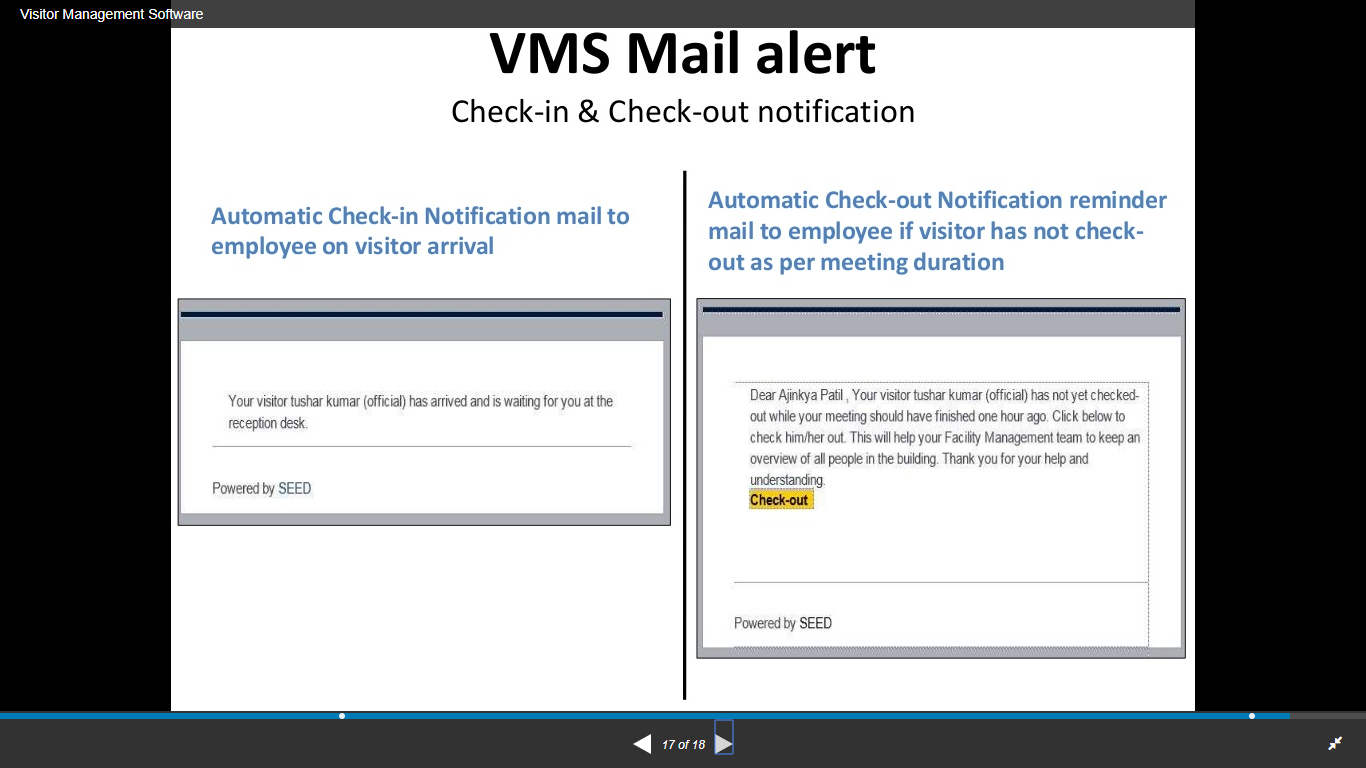 Visitor Management Software
VMS Mail alert
Check-in & Check-out notification
Automatic Check-in Notification mail to
employee on visitor arrival
Your visitor tushar kumar (official) has arrived and is waiting for you at the
reception desk.
Powered by SEED
Automatic Check-out Notification reminder
mail to employee if visitor has not check-
out as per meeting duration
Dear Ajinkya Patil , Your visitor tushar kumar (official) has not yet checked-
out while your meeting should have finished one hour ago. Click below to
check him/her out. This will help your Facility Management team to keep an
overview of all people in the building. Thank you for your help and
understanding.
Check-out
Powered by SEED
17 of 18